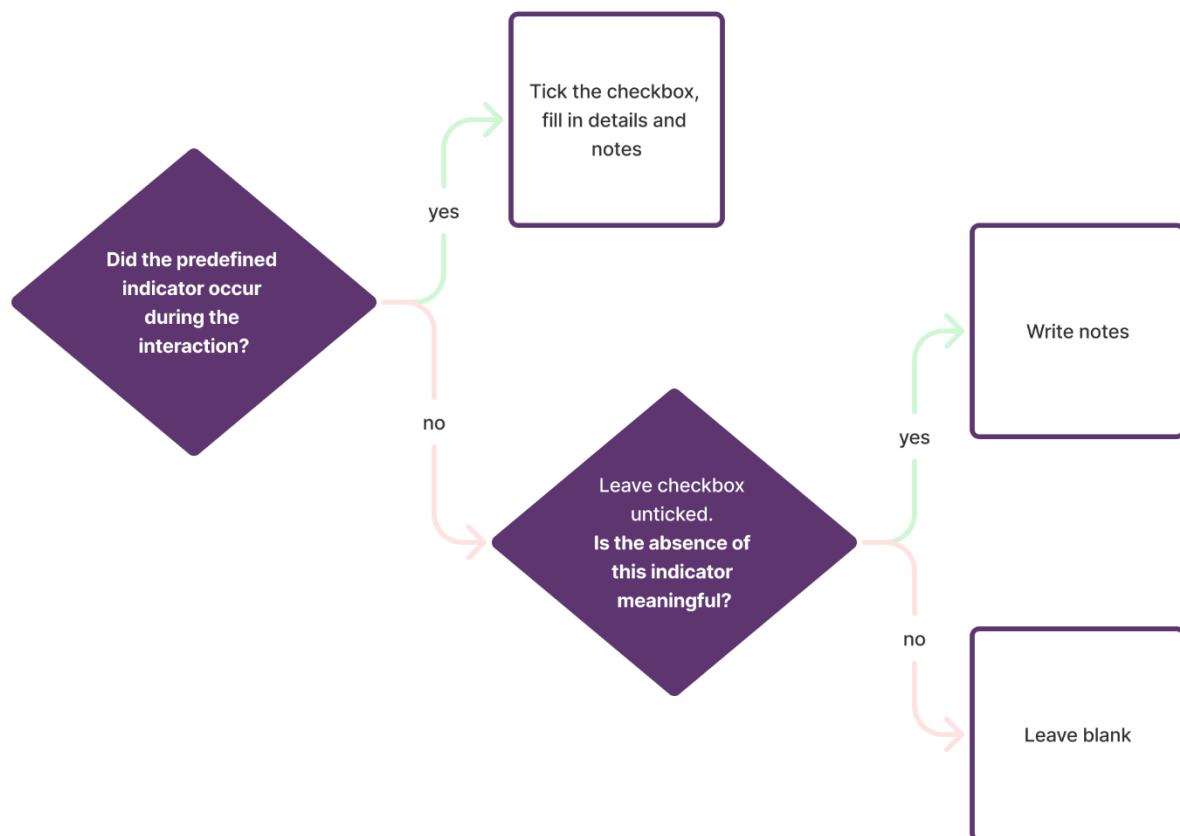 Tick the checkbox,
fill in details and
notes
yes
Did the predefined
indicator occur
during the
interaction?
no
Write notes
yes
Leave checkbox
unticked.
Is the absence of
this indicator
meaningful?
no
Leave blank